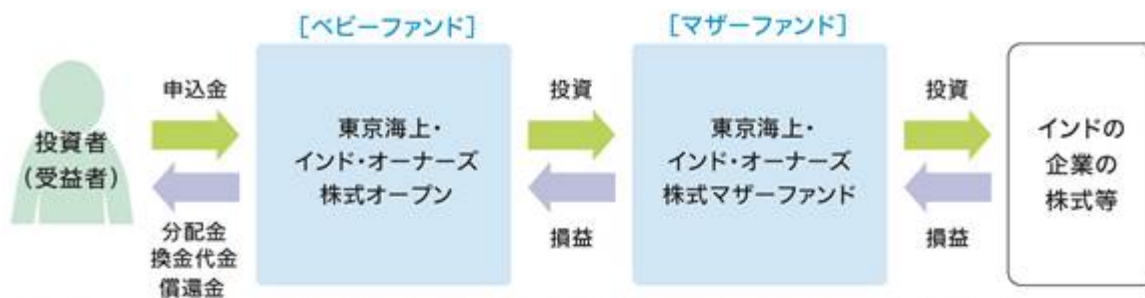 [ベビーファンド]
[マザーファンド]
投資者
（受益者）
申込金
分配金
換金代金
償還金
東京海上・
インド・オーナーズ
株式オープン
投資
損益
東京海上・
インド・オーナーズ
株式マザーファンド
投資
損益
インドの
企業の
株式等